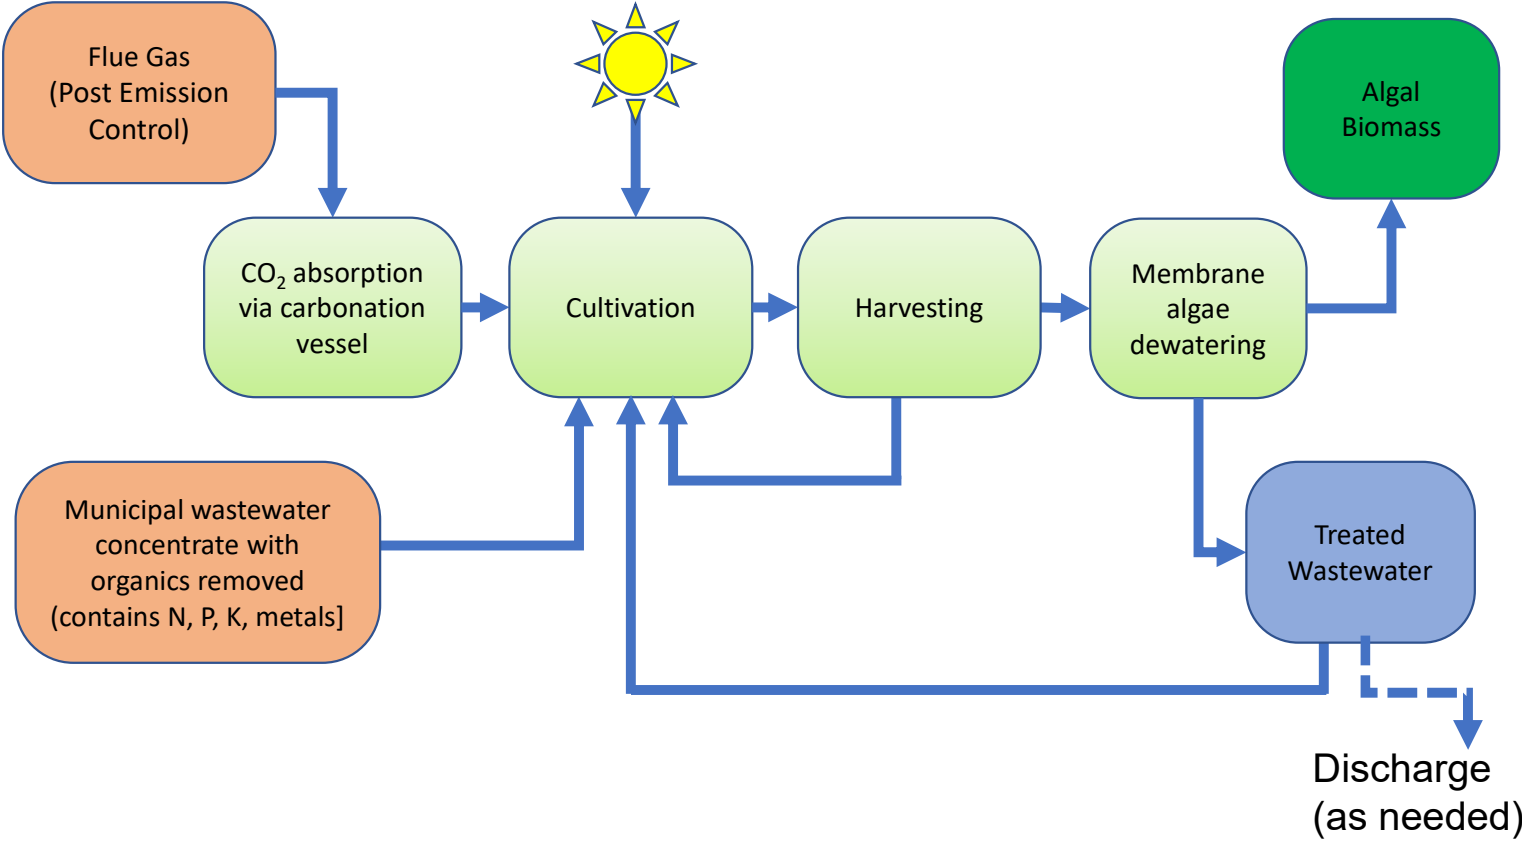 Flue Gas
(Post Emission
Control)
Algal
Biomass
CO₂ absorption
via carbonation
vessel
Cultivation
Harvesting
Membrane
algae
dewatering
Municipal wastewater
concentrate with
organics removed
(contains N, P, K, metals]
Treated
Wastewater
Discharge
(as needed)